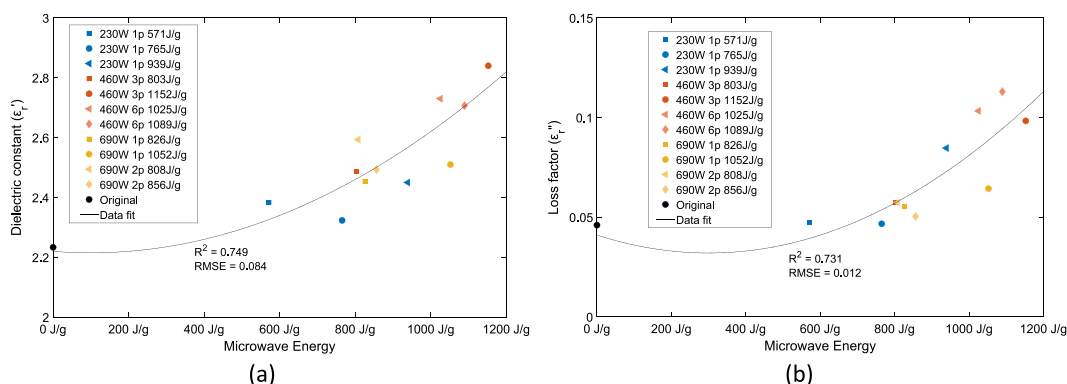 3
2.8
2.6
2.4
2.2
2
Dielectric constant (ε_r')
230W 1p 571J/g
230W 1p 765J/g
230W 1p 939J/g
460W 3p 803J/g
460W 3p 1152J/g
460W 6p 1025J/g
460W 6p 1089J/g
690W 1p 826J/g
690W 1p 1052J/g
690W 2p 808J/g
690W 2p 856J/g
Original
Data fit
R² = 0.749
RMSE = 0.084
0 J/g 200 J/g 400 J/g 600 J/g 800 J/g 1000 J/g 1200 J/g
Microwave Energy
(a)
0.15
0.1
0.05
0
Loss factor (ε_r'')
230W 1p 571J/g
230W 1p 765J/g
230W 1p 939J/g
460W 3p 803J/g
460W 3p 1152J/g
460W 6p 1025J/g
460W 6p 1089J/g
690W 1p 826J/g
690W 1p 1052J/g
690W 2p 808J/g
690W 2p 856J/g
Original
Data fit
R² = 0.731
RMSE = 0.012
0 J/g 200 J/g 400 J/g 600 J/g 800 J/g 1000 J/g 1200 J/g
Microwave Energy
(b)